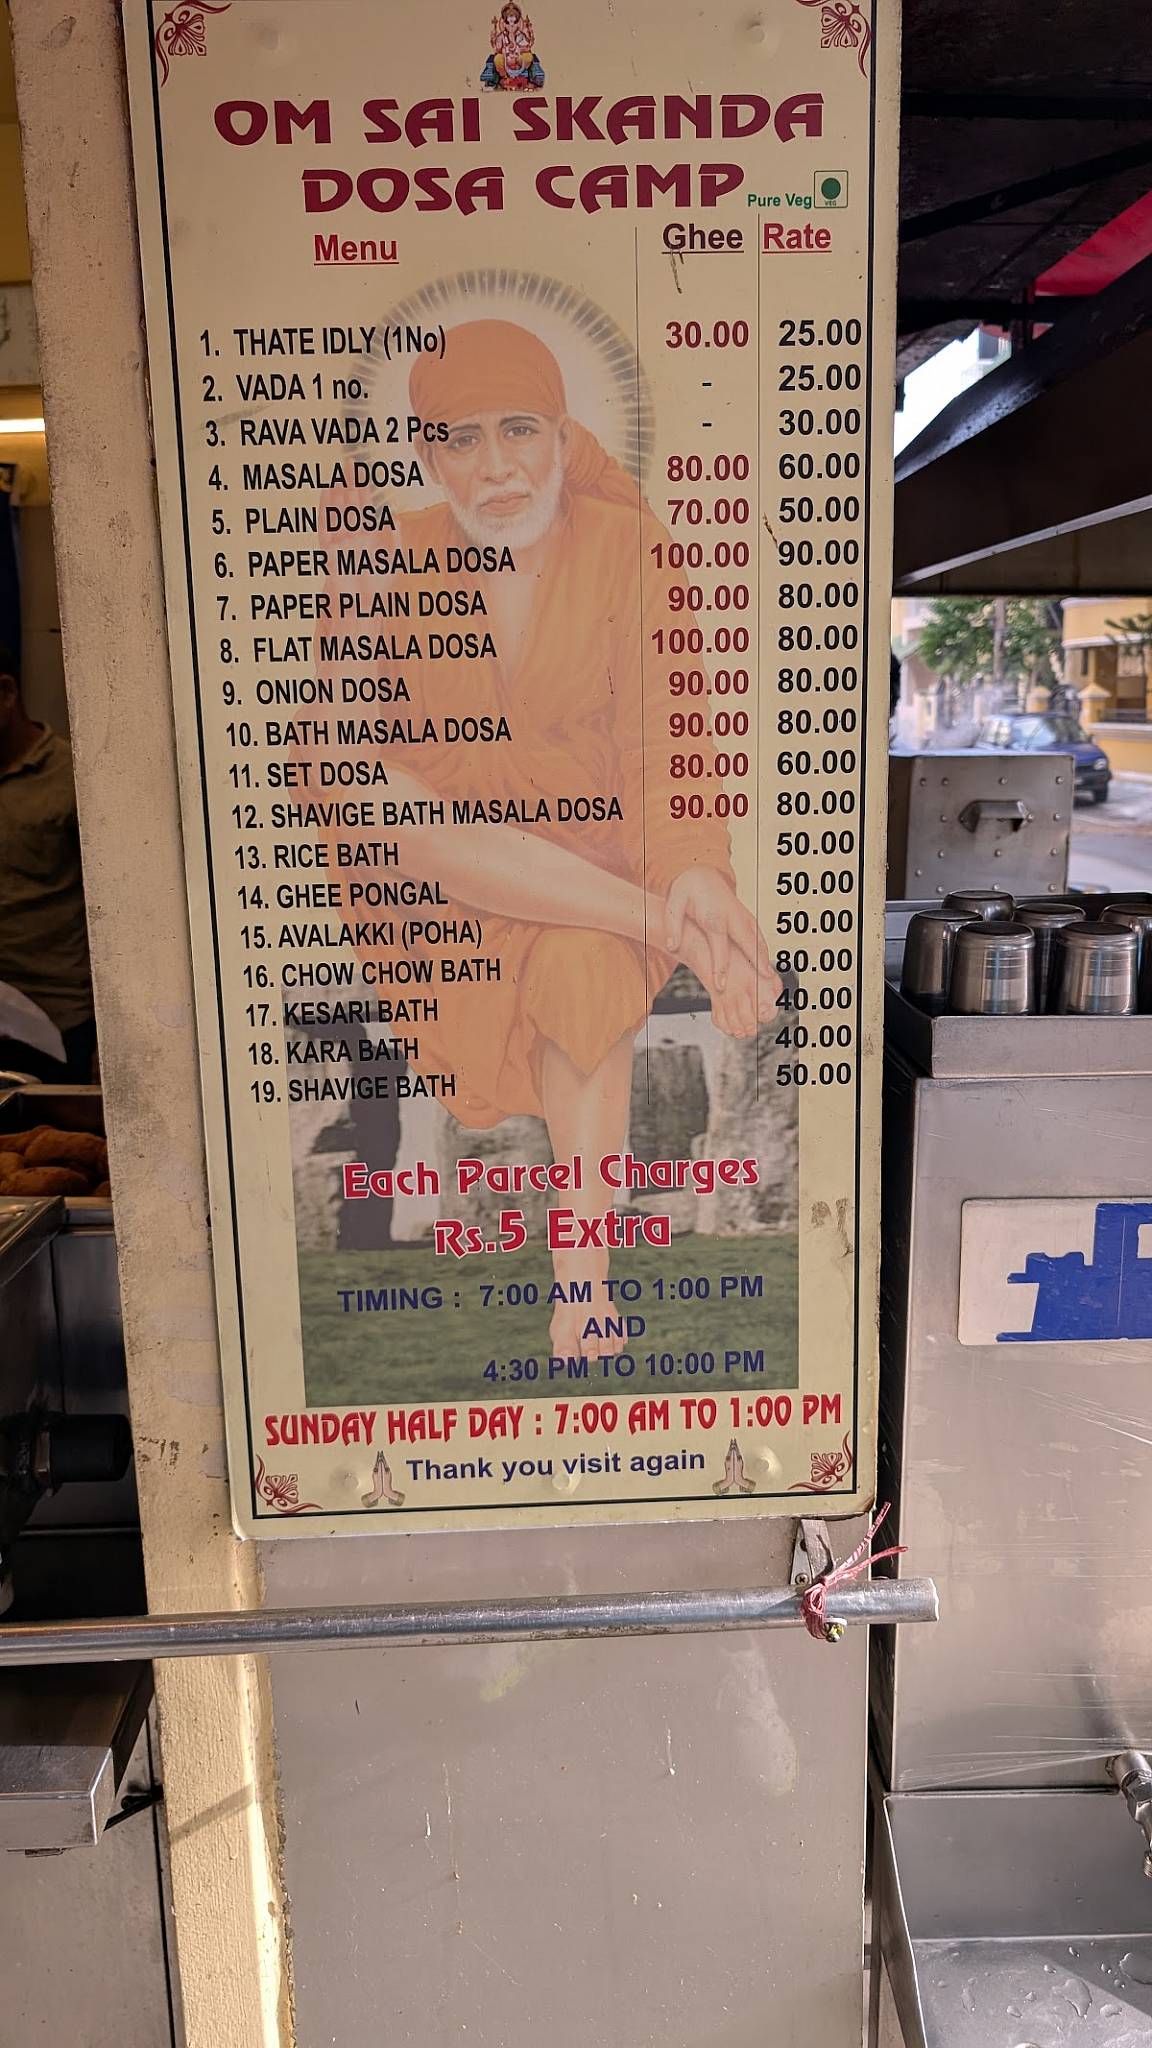 OM SAI SKANDA
DOSA CAMP Pure Veg VEG
Menu Ghee Rate
1. THATE IDLY (1No) 30.00 25.00
2. VADA 1 no. - 25.00
3. RAVA VADA 2 Pcs - 30.00
4. MASALA DOSA 80.00 60.00
5. PLAIN DOSA 70.00 50.00
6. PAPER MASALA DOSA 100.00 90.00
7. PAPER PLAIN DOSA 90.00 80.00
8. FLAT MASALA DOSA 100.00 80.00
9. ONION DOSA 90.00 80.00
10. BATH MASALA DOSA 90.00 80.00
11. SET DOSA 80.00 60.00
12. SHAVIGE BATH MASALA DOSA 90.00 80.00
13. RICE BATH 50.00
14. GHEE PONGAL 50.00
15. AVALAKKI (POHA) 50.00
16. CHOW CHOW BATH 80.00
17. KESARI BATH 40.00
18. KARA BATH 40.00
19. SHAVIGE BATH 50.00
Each Parcel Charges
Rs.5 Extra
TIMING : 7:00 AM TO 1:00 PM
AND
4:30 PM TO 10:00 PM
SUNDAY HALF DAY : 7:00 AM TO 1:00 PM
Thank you visit again